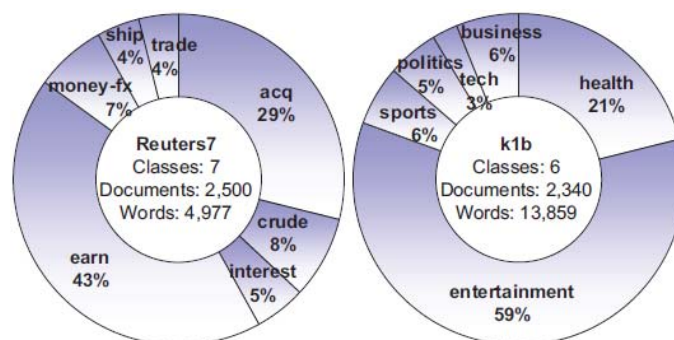 ship
4%
trade
4%
money-fx
7%
acq
29%
Reuters7
Classes: 7
Documents: 2,500
Words: 4,977
crude
8%
interest
5%
earn
43%
business
6%
politics
5%
tech
3%
health
21%
sports
6%
k1b
Classes: 6
Documents: 2,340
Words: 13,859
entertainment
59%